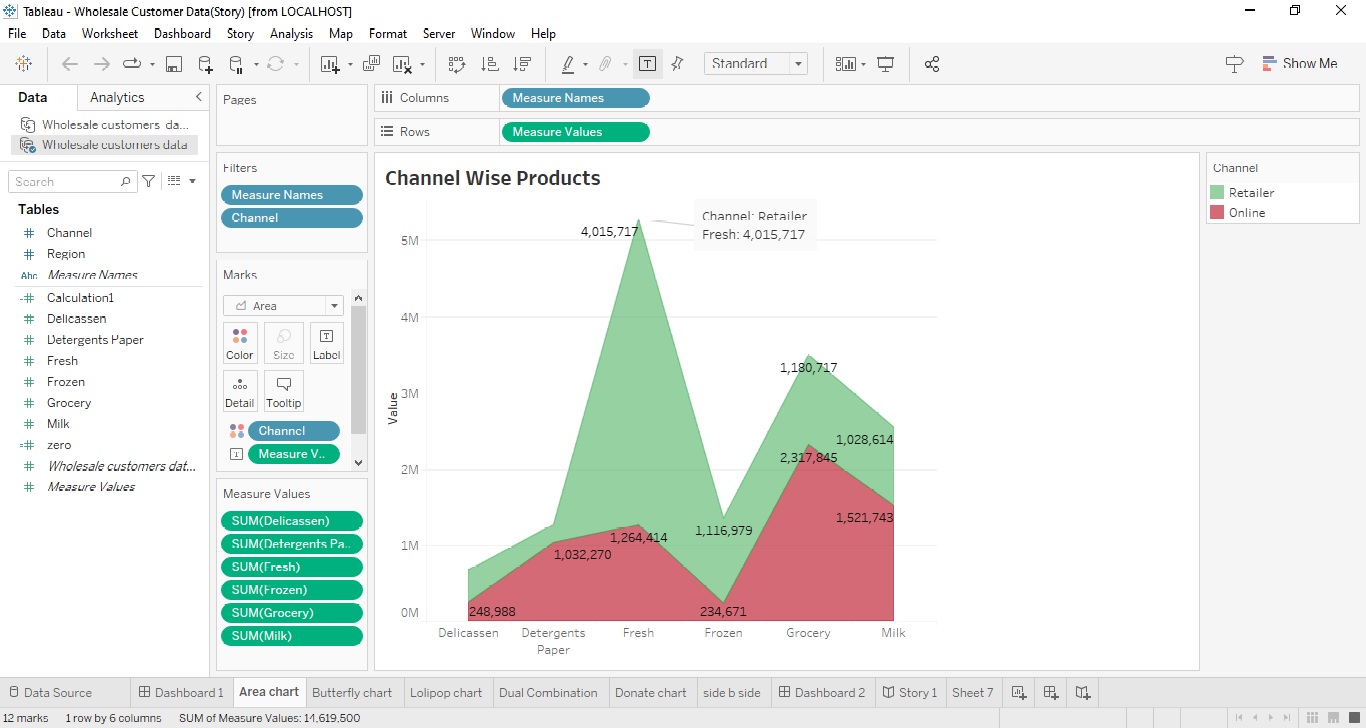 Tableau - Wholesale Customer Data(Story) [from LOCALHOST]
File Data Worksheet Dashboard Story Analysis Map Format Server Window Help
Standard
Show Me
Data Analytics
Wholesale customers da...
Wholesale customers data
Search
Tables
Channel
Region
Abc Measure Names
Calculation1
Delicassen
Detergents Paper
Fresh
Frozen
Grocery
Milk
zero
Wholesale customers dat...
Measure Values
Pages
Filters
Measure Names
Channel
Marks
Area
Color Size Label
Detail Tooltip
Channel
Measure V..
Measure Values
SUM(Delicassen)
SUM(Detergents Pa..
SUM(Fresh)
SUM(Frozen)
SUM(Grocery)
SUM(Milk)
Columns Measure Names
Rows Measure Values
Channel Wise Products
Channel: Retailer
Fresh: 4,015,717
4,015,717
5M
4M
3M
2M
1M
0M
Value
1,180,717
1,028,614
2,317,845
1,521,743
1,116,979
1,264,414
1,032,270
248,988
234,671
Delicassen
Detergents
Paper
Fresh
Frozen
Grocery
Milk
Channel
Retailer
Online
Data Source Dashboard 1 Area chart Butterfly chart Lolipop chart Dual Combination Donate chart side b side Dashboard 2 Story 1 Sheet 7
12 marks 1 row by 6 columns SUM of Measure Values: 14,619,500